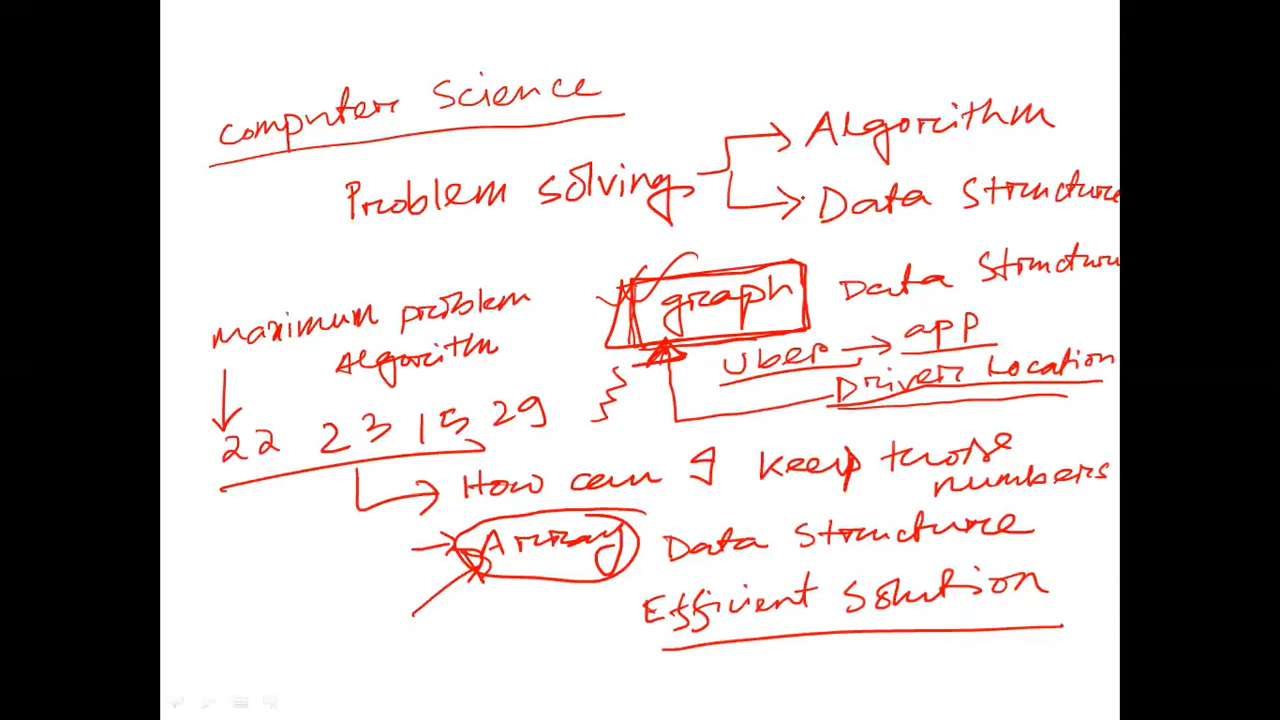 computer Science
Problem solving
Algorithm
Data Structure
graph
Data Structur
Maximum problem
Algorithm
Uber → app
Driver Location
22 23 15 29
How can I keep those
numbers
Array Data Structure
Efficient Solution